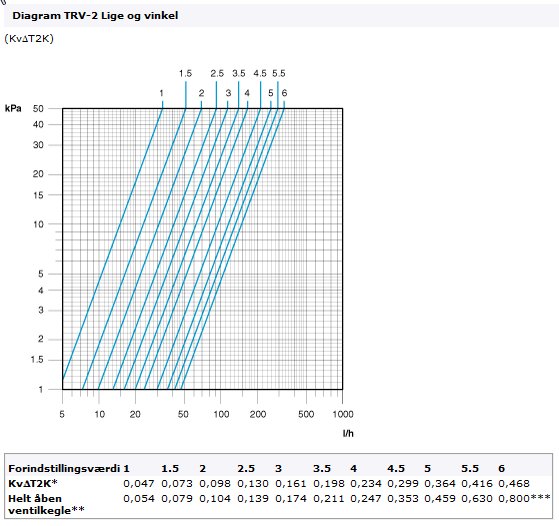 Diagram TRV-2 Lige og vinkel
(Kv∆T2K)
1.5 2.5 3.5 4.5 5.5
1 2 3 4 5 6
kPa 50
40
30
20
15
10
5
4
3
2
1.5
1
5 10 20 50 100 200 500 1000
l/h
Forindstillingsværdi 1 1.5 2 2.5 3 3.5 4 4.5 5 5.5 6
Kv∆T2K* 0,047 0,073 0,098 0,130 0,161 0,198 0,234 0,299 0,364 0,416 0,468
Helt åben 0,054 0,079 0,104 0,139 0,174 0,211 0,247 0,353 0,459 0,630 0,800***
ventilkegle**